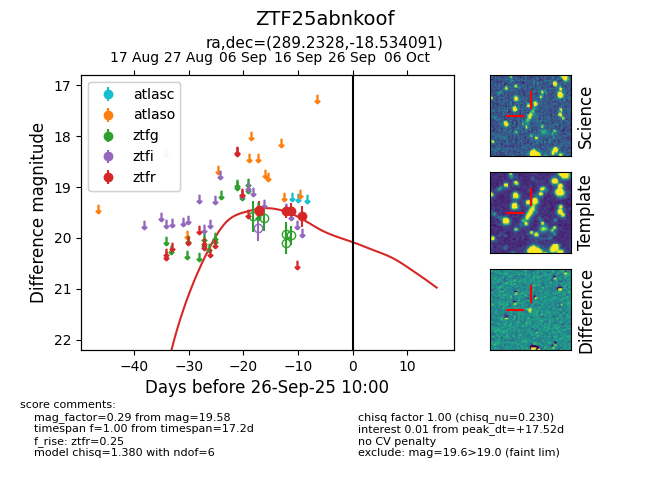 ZTF25abnkoof
ra,dec=(289.2328,-18.534091)
17 Aug 27 Aug 06 Sep 16 Sep 26 Sep 06 Oct
atlasc
atlaso
ztfg
ztfi
ztfr
17
18
19
20
21
22
Difference magnitude
−40 −30 −20 −10 0 10
Days before 26-Sep-25 10:00
Science
Template
Difference
score comments:
mag_factor=0.29 from mag=19.58
timespan f=1.00 from timespan=17.2d
f_rise: ztfr=0.25
model chisq=1.380 with ndof=6
chisq factor 1.00 (chisq_nu=0.230)
interest 0.01 from peak_dt=+17.52d
no CV penalty
exclude: mag=19.6>19.0 (faint lim)